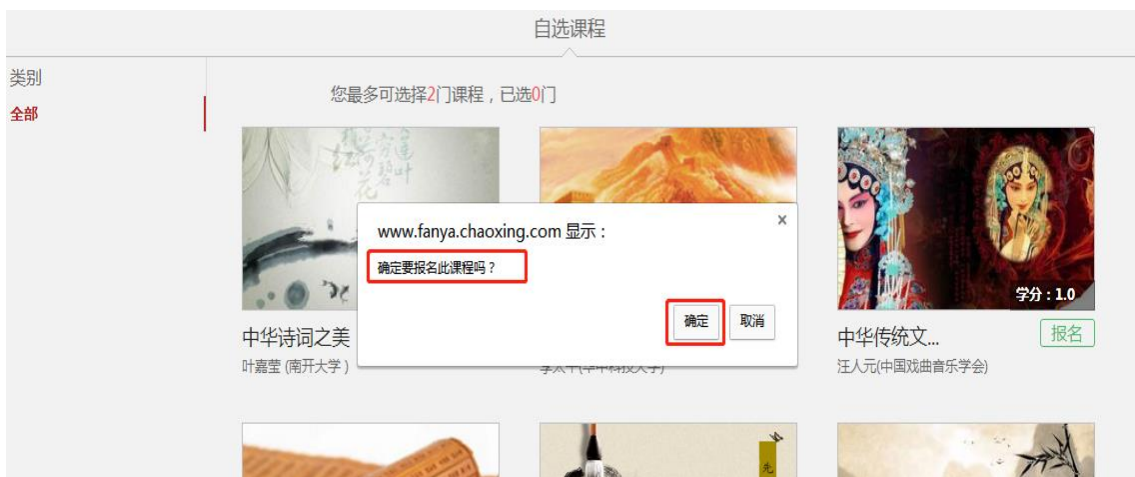 自选课程
类别
全部
您最多可选择2门课程，已选0门
www.fanya.chaoxing.com 显示：
x
确定要报名此课程吗？
确定
取消
学分：1.0
中华诗词之美
叶嘉莹 (南开大学 )
中华传统文...
报名
汪人元(中国戏曲音乐学会)